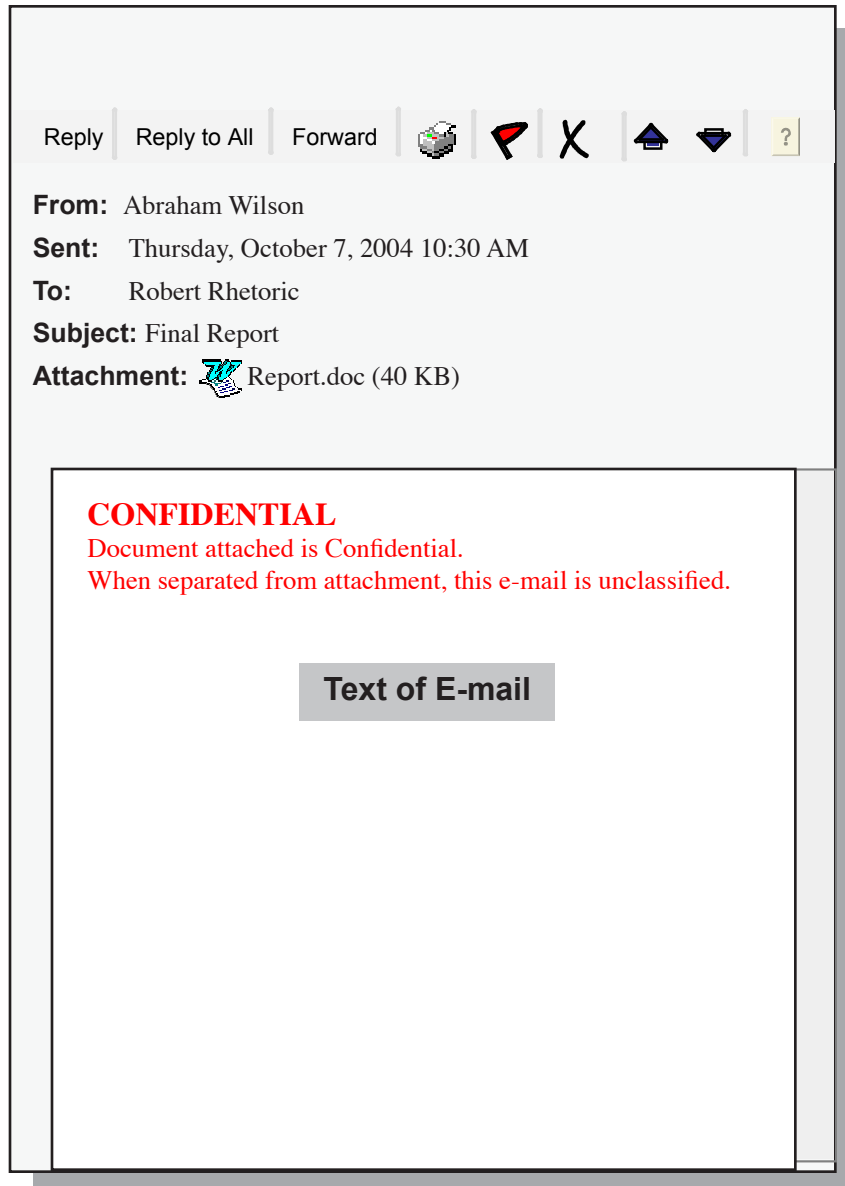 Reply Reply to All Forward ?
From: Abraham Wilson
Sent: Thursday, October 7, 2004 10:30 AM
To: Robert Rhetoric
Subject: Final Report
Attachment: Report.doc (40 KB)
CONFIDENTIAL
Document attached is Confidential.
When separated from attachment, this e-mail is unclassified.
Text of E-mail